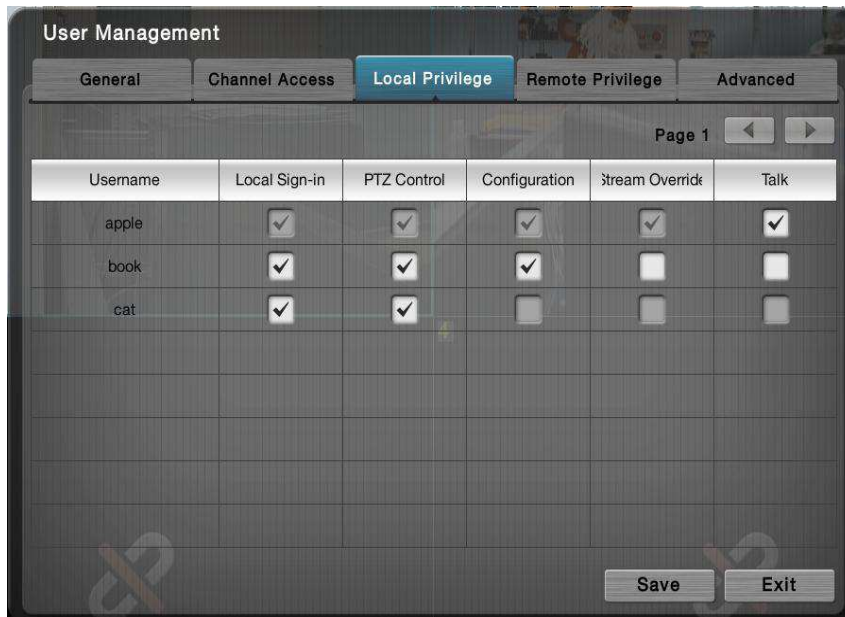 User Management
General Channel Access Local Privilege Remote Privilege Advanced
Page 1
Username Local Sign-in PTZ Control Configuration Stream Override Talk
apple
book
cat
4
Save Exit